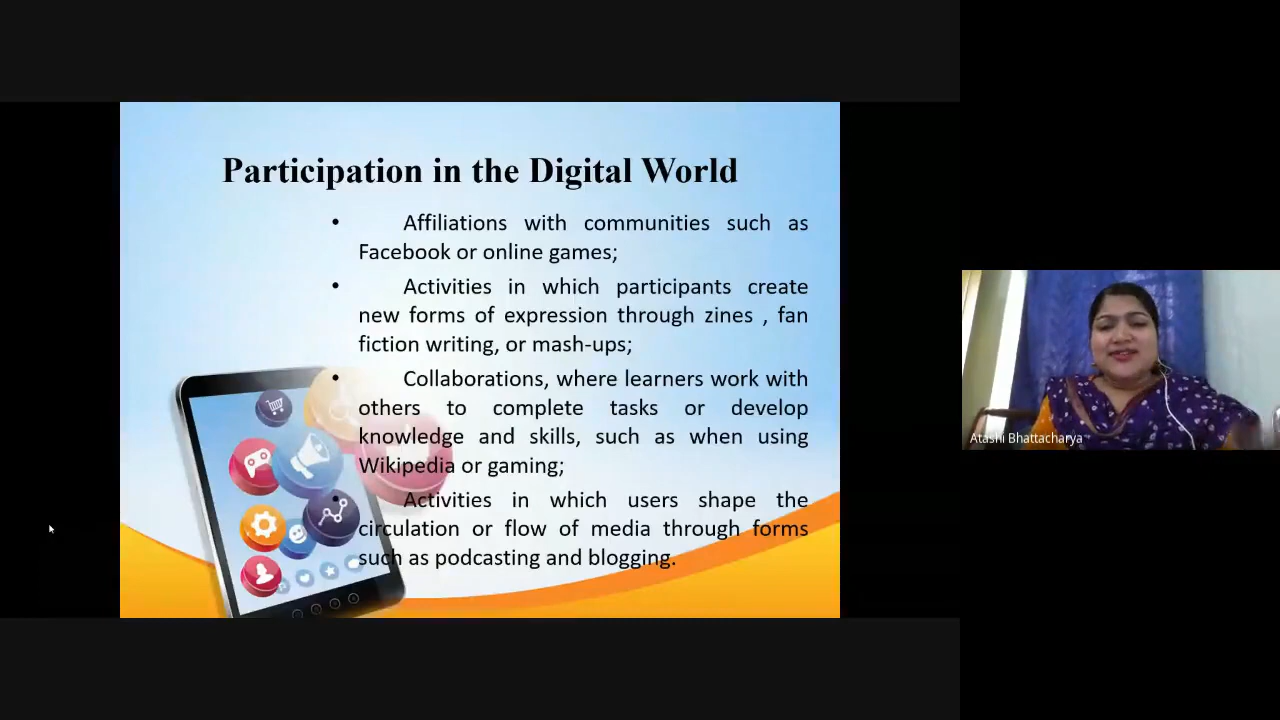 Participation in the Digital World
• Affiliations with communities such as
Facebook or online games;
• Activities in which participants create
new forms of expression through zines , fan
fiction writing, or mash-ups;
• Collaborations, where learners work with
others to complete tasks or develop
knowledge and skills, such as when using
Wikipedia or gaming;
• Activities in which users shape the
circulation or flow of media through forms
such as podcasting and blogging.
Atashi Bhattacharya